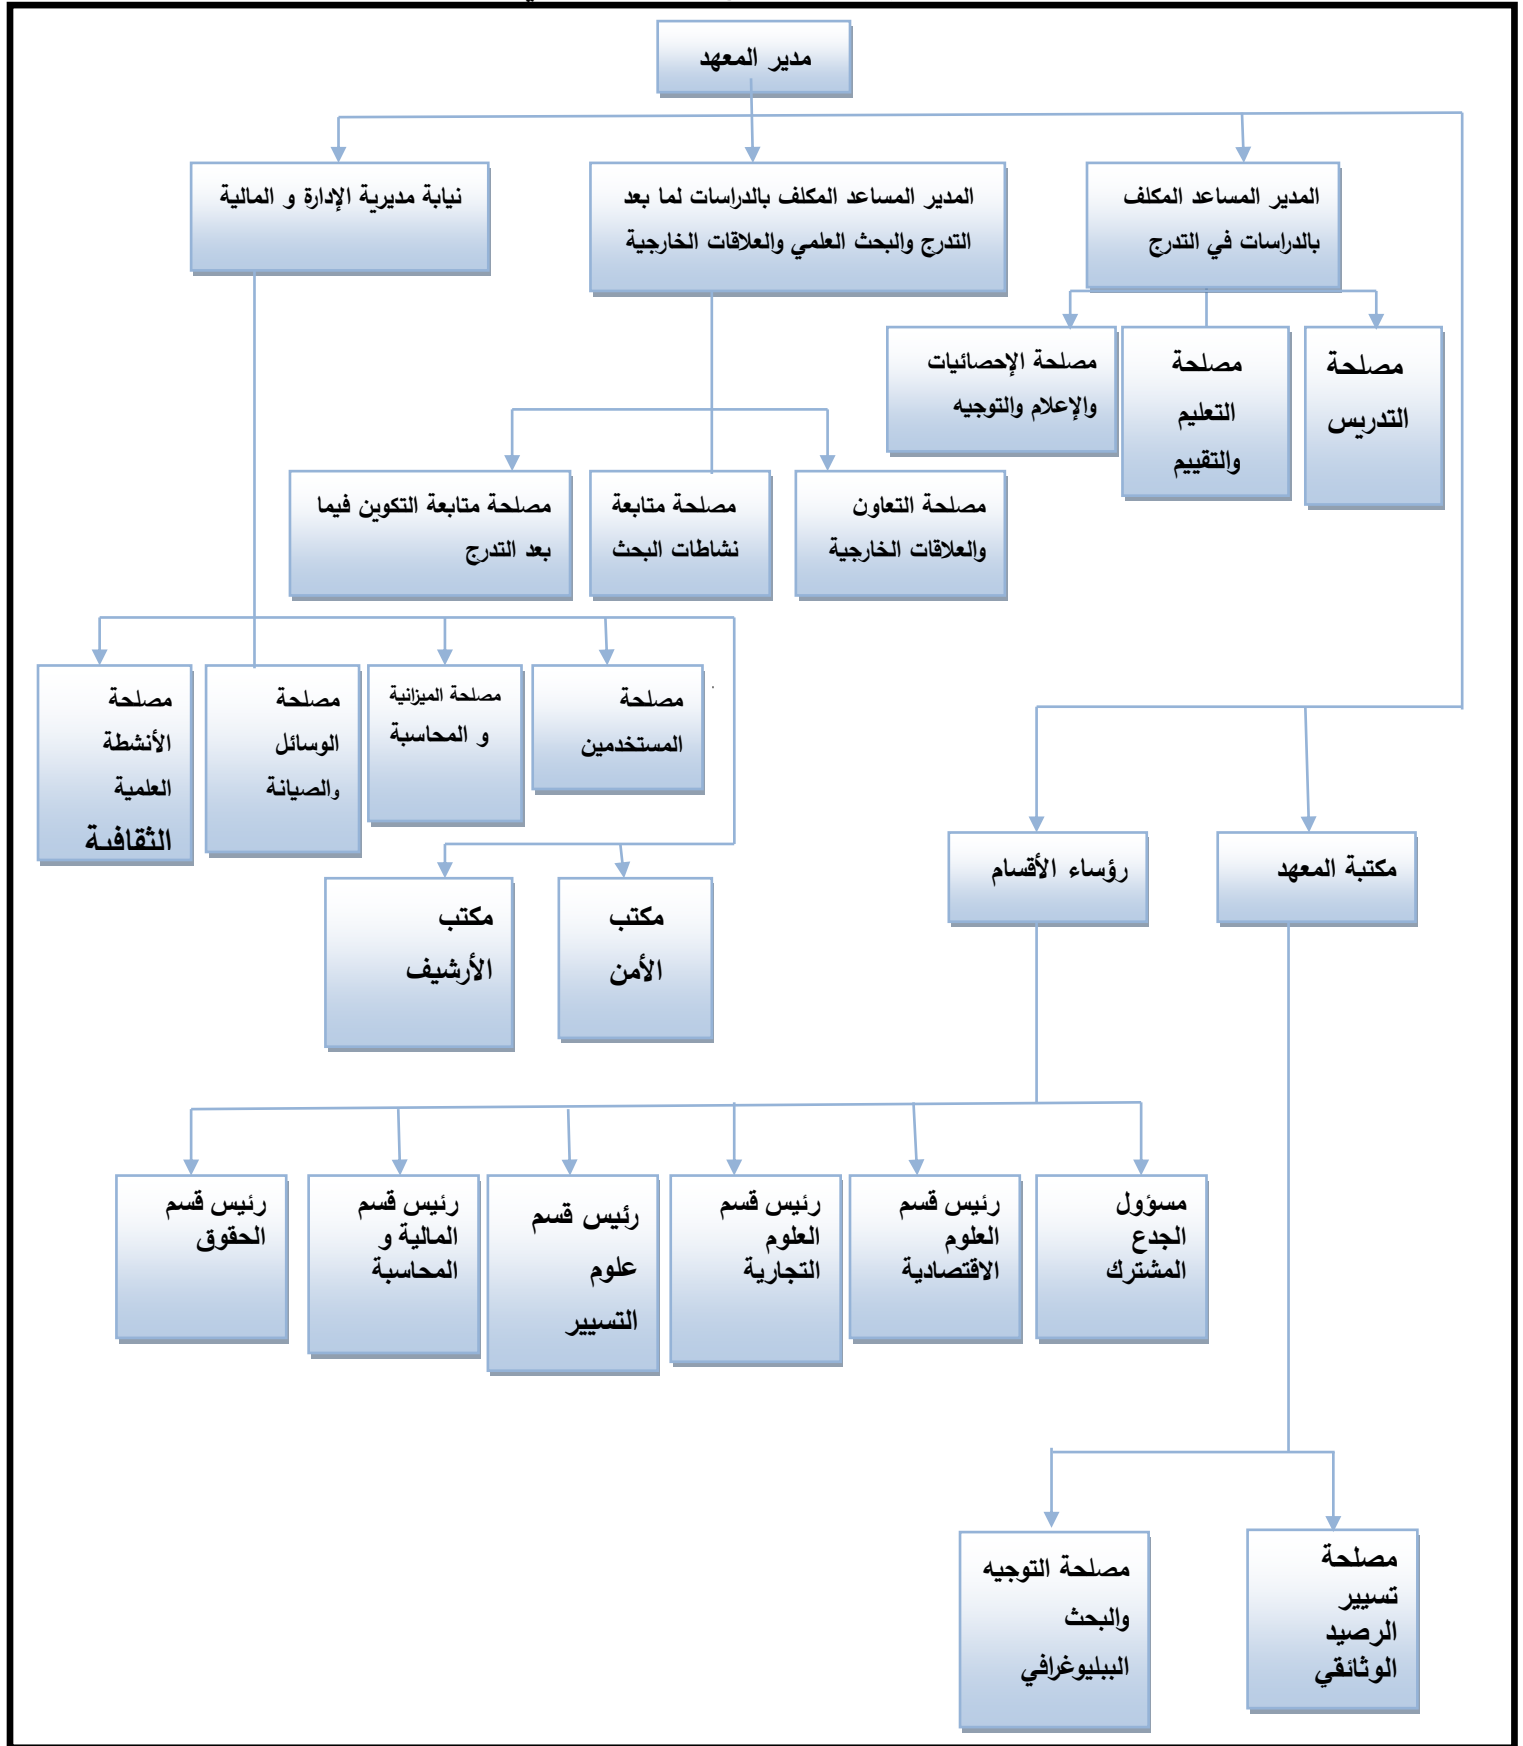 مدير المعهد
المدير المساعد المكلف
بالدراسات في التدرج
المدير المساعد المكلف بالدراسات لما بعد
التدرج والبحث العلمي والعلاقات الخارجية
نيابة مديرية الإدارة و المالية
مصلحة
التدريس
مصلحة
التعليم
والتقييم
مصلحة الإحصائيات
والإعلام والتوجيه
مصلحة التعاون
والعلاقات الخارجية
مصلحة متابعة
نشاطات البحث
مصلحة متابعة التكوين فيما
بعد التدرج
مصلحة
المستخدمين
مصلحة الميزانية
و المحاسبة
مصلحة
الوسائل
والصيانة
مصلحة
الأنشطة
العلمية
الثقافية
مكتبة المعهد
رؤساء الأقسام
مكتب
الأمن
مكتب
الأرشيف
مسؤول
الجدع
المشترك
رئيس قسم
العلوم
الاقتصادية
رئيس قسم
العلوم
التجارية
رئيس قسم
علوم
التسيير
رئيس قسم
المالية و
المحاسبة
رئيس قسم
الحقوق
مصلحة
تسيير
الرصيد
الوثائقي
مصلحة التوجيه
والبحث
الببليوغرافي